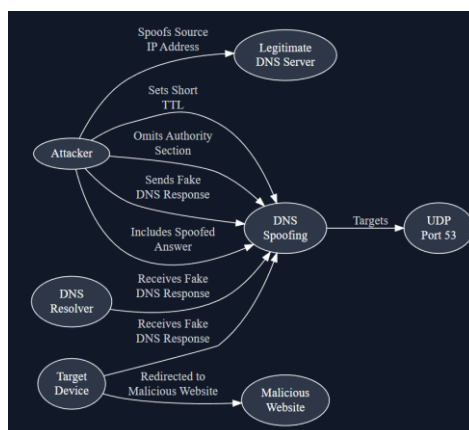 Spoofs Source
IP Address
Legitimate
DNS Server
Sets Short
TTL
Attacker
Omits Authority
Section
Sends Fake
DNS Response
Includes Spoofed
Answer
DNS
Spoofing
Targets
UDP
Port 53
DNS
Resolver
Receives Fake
DNS Response
Receives Fake
DNS Response
Target
Device
Redirected to
Malicious Website
Malicious
Website